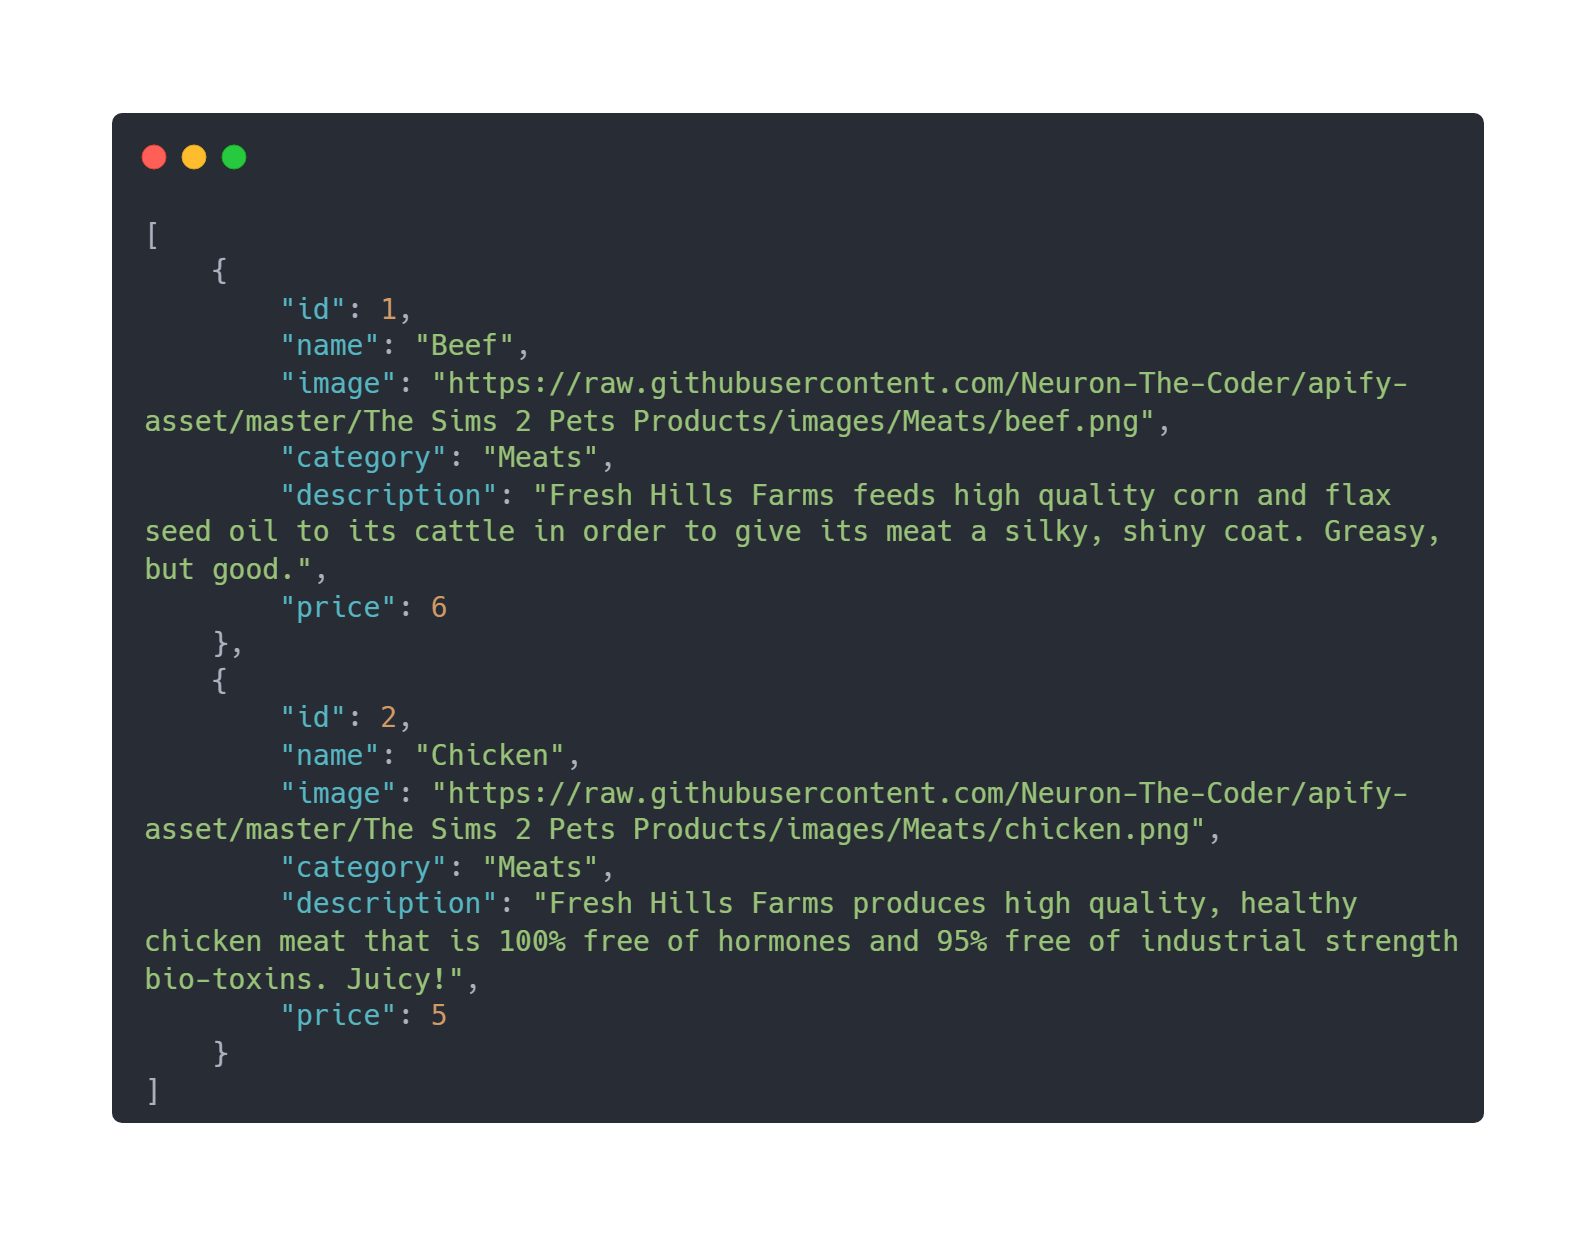 [
    {
        "id": 1,
        "name": "Beef",
        "image": "https://raw.githubusercontent.com/Neuron-The-Coder/apify-
asset/master/The Sims 2 Pets Products/images/Meats/beef.png",
        "category": "Meats",
        "description": "Fresh Hills Farms feeds high quality corn and flax
seed oil to its cattle in order to give its meat a silky, shiny coat. Greasy,
but good.",
        "price": 6
    },
    {
        "id": 2,
        "name": "Chicken",
        "image": "https://raw.githubusercontent.com/Neuron-The-Coder/apify-
asset/master/The Sims 2 Pets Products/images/Meats/chicken.png",
        "category": "Meats",
        "description": "Fresh Hills Farms produces high quality, healthy
chicken meat that is 100% free of hormones and 95% free of industrial strength
bio-toxins. Juicy!",
        "price": 5
    }
]